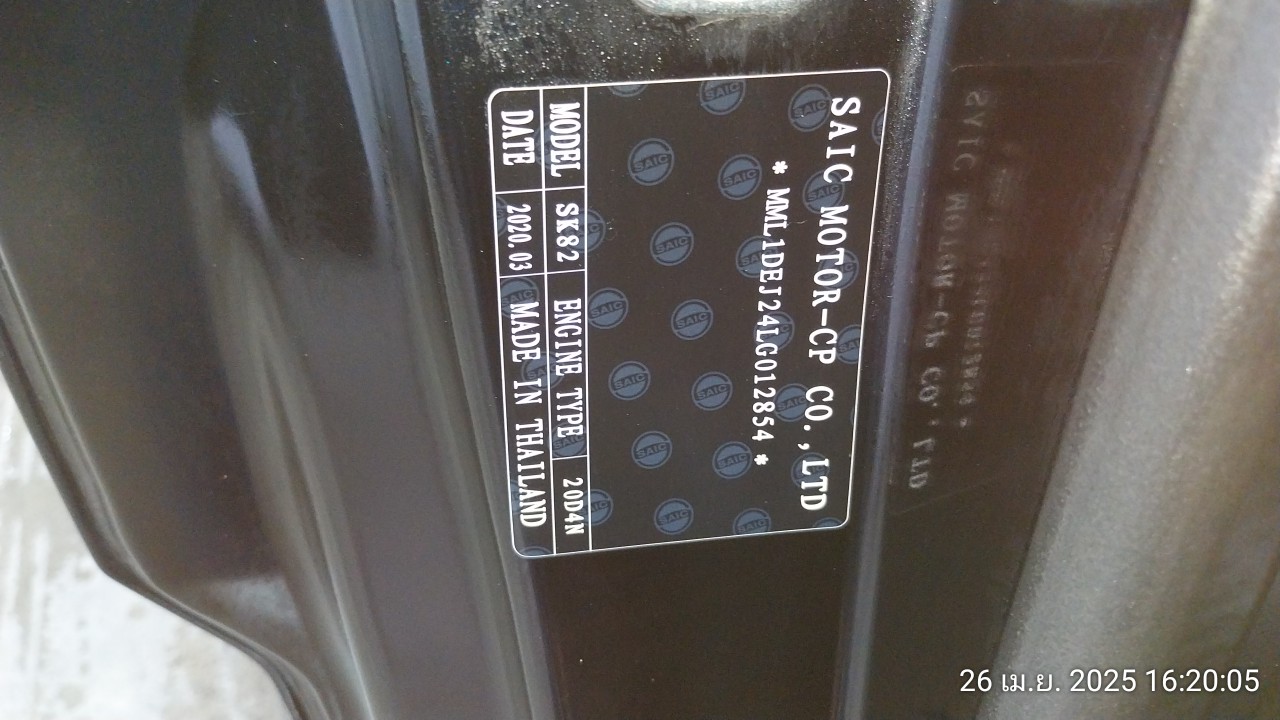 SAIC MOTOR-CP CO.,LTD
* MML1DEJ24LG012854 *
MODEL SK82 ENGINE TYPE 20D4N
DATE 2020.03 MADE IN THAILAND
26 เม.ย. 2025 16:20:05